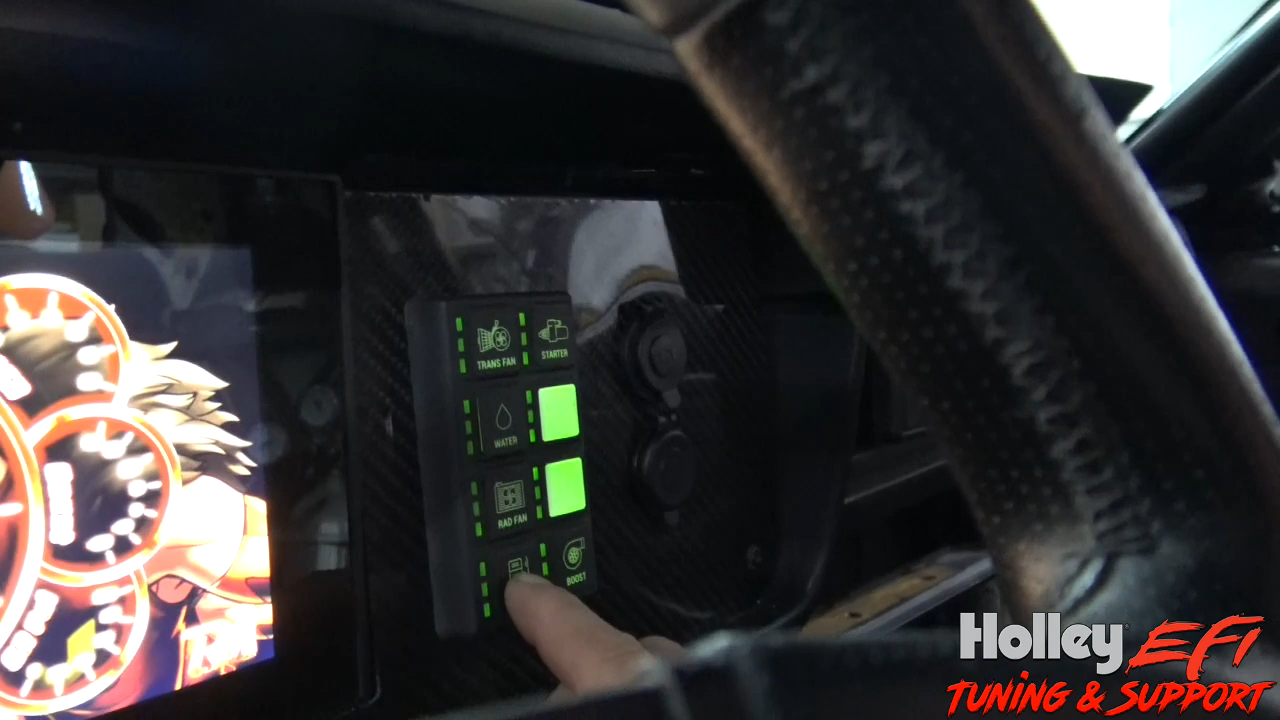 TRANS FAN
STARTER
WATER
RAD FAN
BOOST
Holley EFI
TUNING & SUPPORT